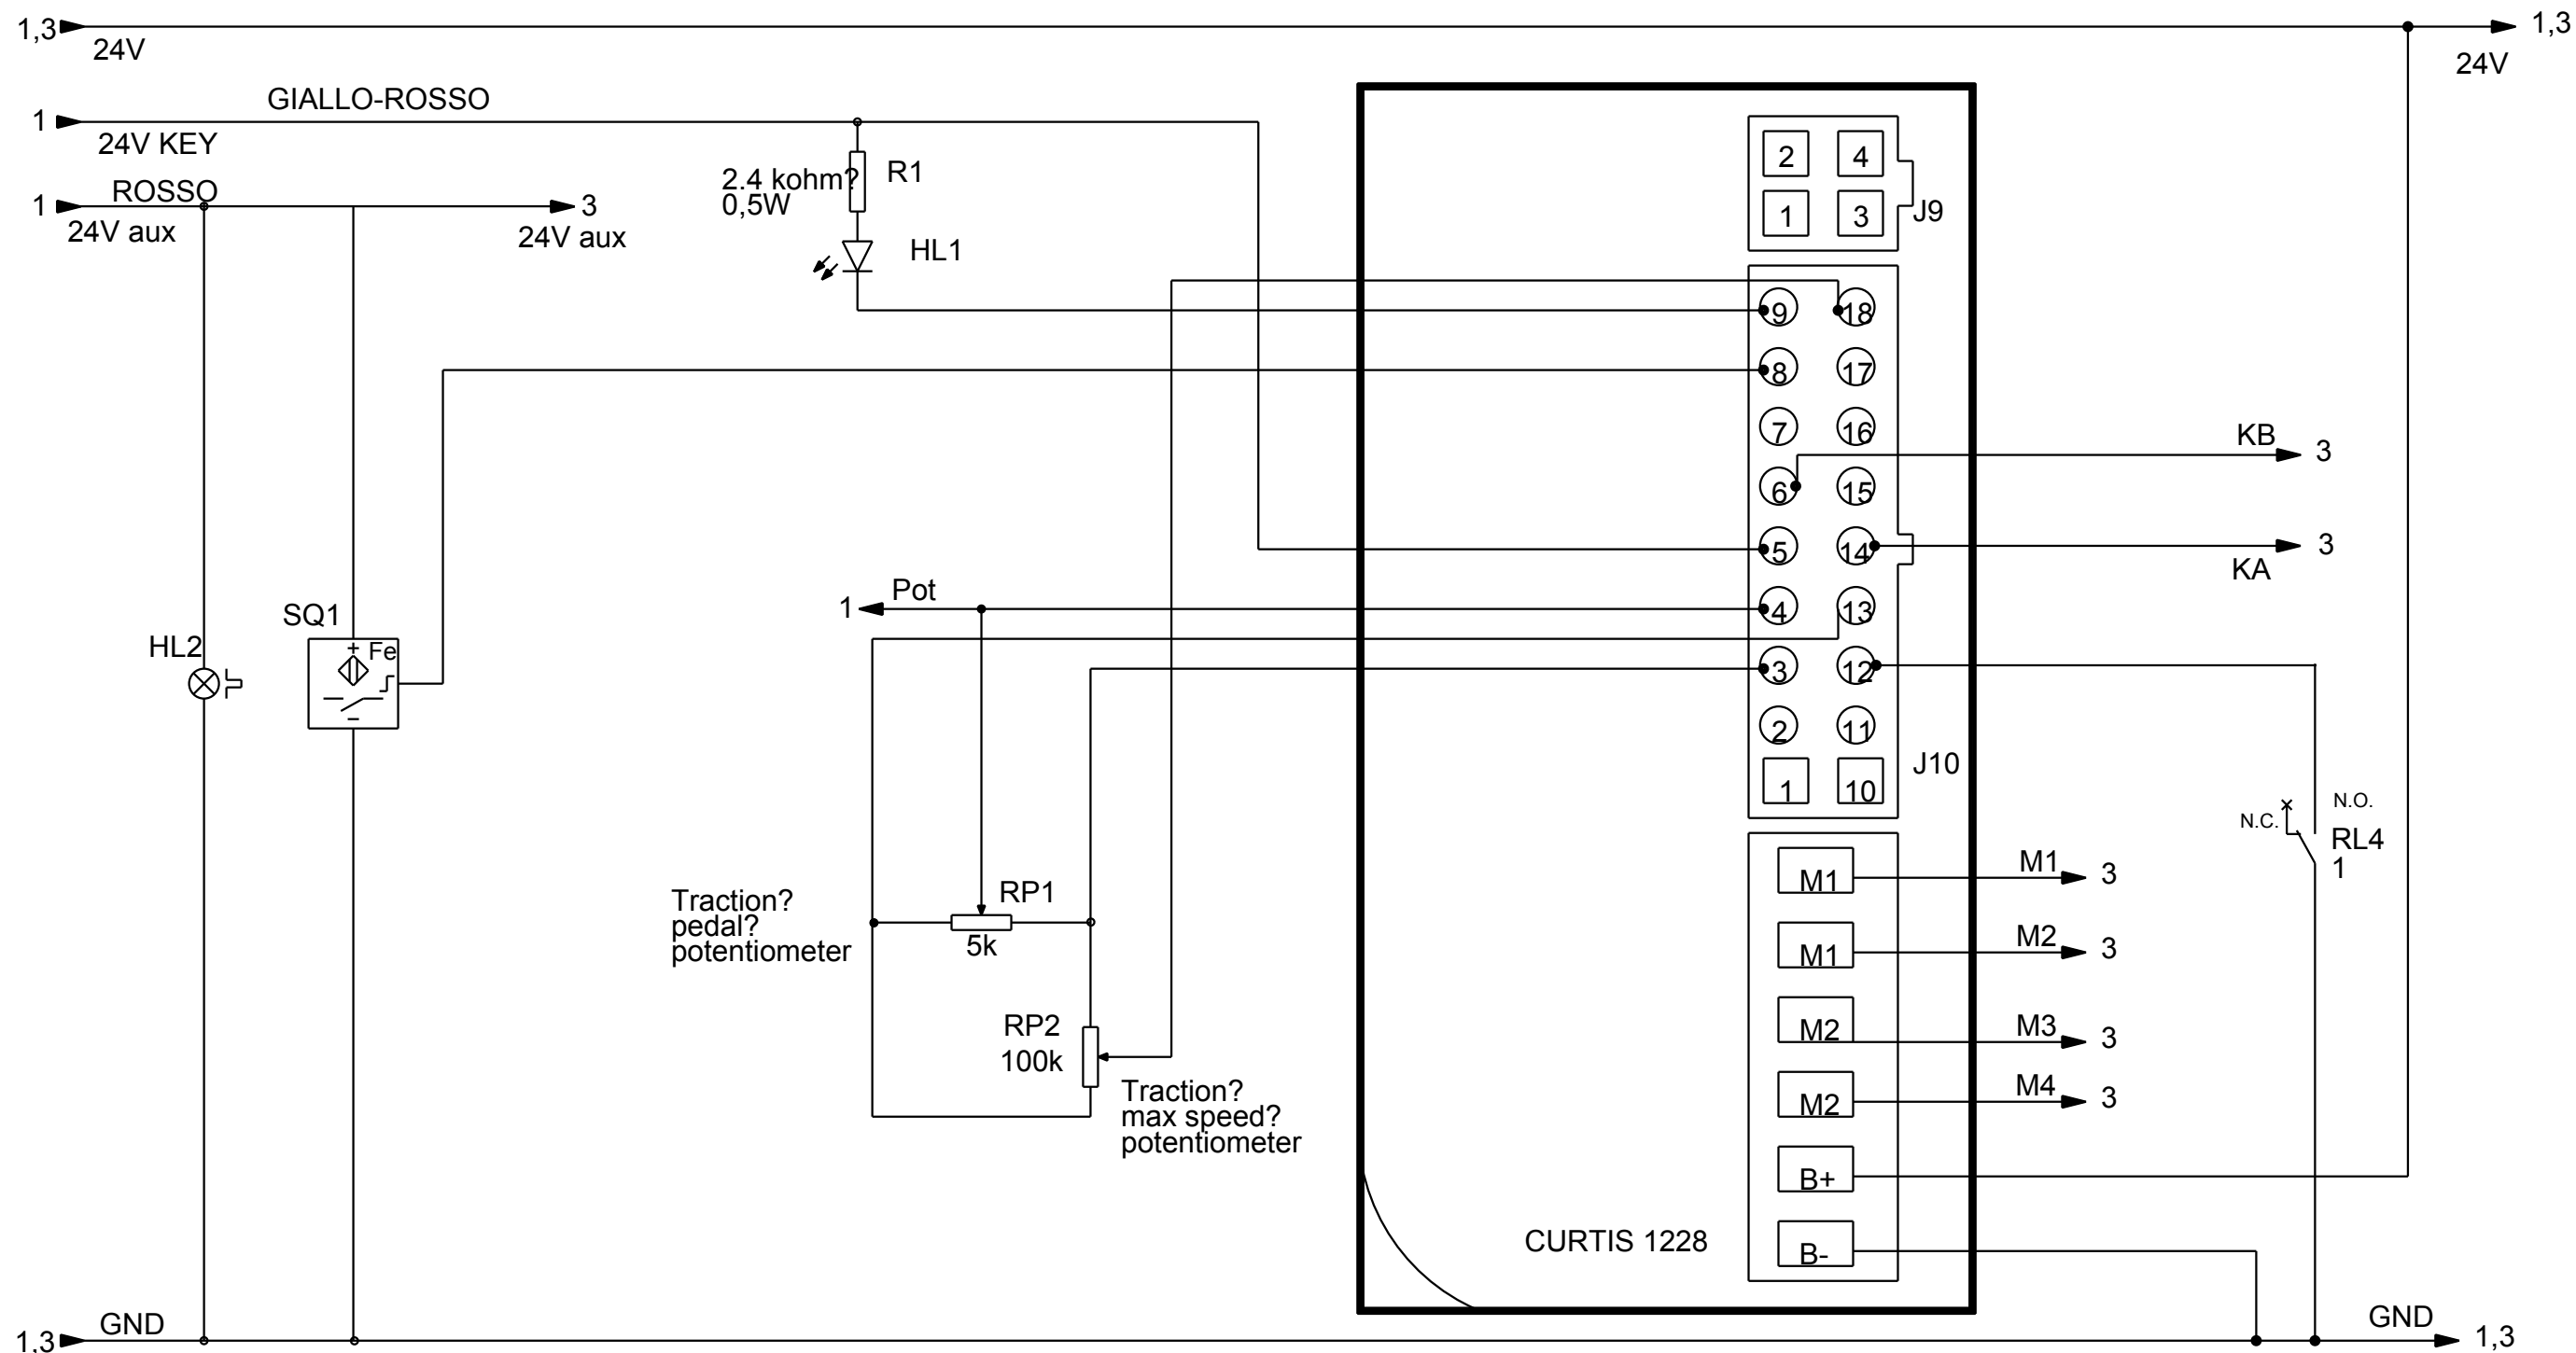 1,3
24V
1,3
24V
GIALLO-ROSSO
1
24V KEY
ROSSO
1
24V aux
3
24V aux
2.4 kohm?
0,5W
R1
HL1
2
4
1
3
J9
9
18
8
17
7
16
6
15
5
14
4
13
3
12
2
11
1
10
J10
KB
3
3
KA
1
Pot
SQ1
HL2
+
Fe
–
Traction?
pedal?
potentiometer
RP1
5k
RP2
100k
Traction?
max speed?
potentiometer
N.O.
N.C.
RL4
1
M1
M1
3
M1
M2
3
M2
M3
3
M2
M4
3
B+
B-
CURTIS 1228
GND
1,3
GND
1,3